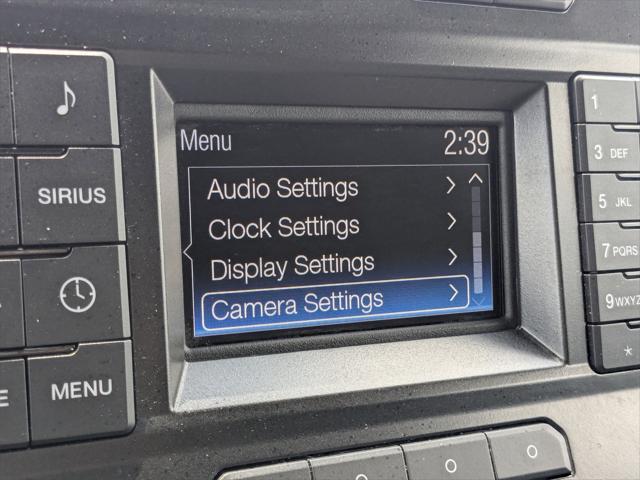 Menu 2:39
Audio Settings
Clock Settings
Display Settings
Camera Settings
SIRIUS
MENU
E
1
3 DEF
5 JKL
7 PQRS
9 WXYZ
*